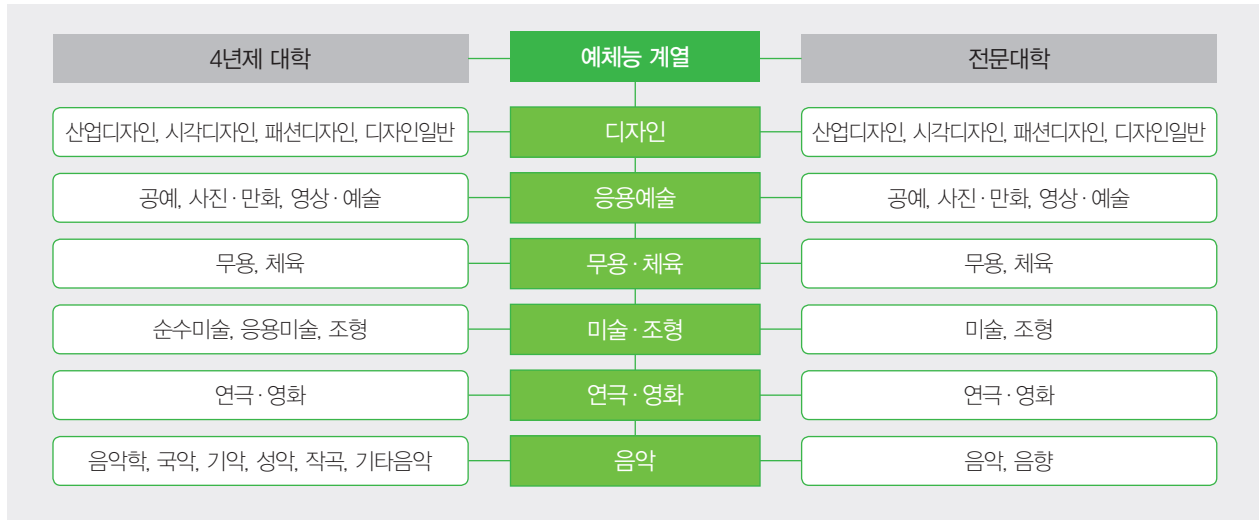 4년제 대학
예체능 계열
전문대학
산업디자인, 시각디자인, 패션디자인, 디자인일반
디자인
산업디자인, 시각디자인, 패션디자인, 디자인일반
공예, 사진·만화, 영상·예술
응용예술
공예, 사진·만화, 영상·예술
무용, 체육
무용·체육
무용, 체육
순수미술, 응용미술, 조형
미술·조형
미술, 조형
연극·영화
연극·영화
연극·영화
음악학, 국악, 기악, 성악, 작곡, 기타음악
음악
음악, 음향